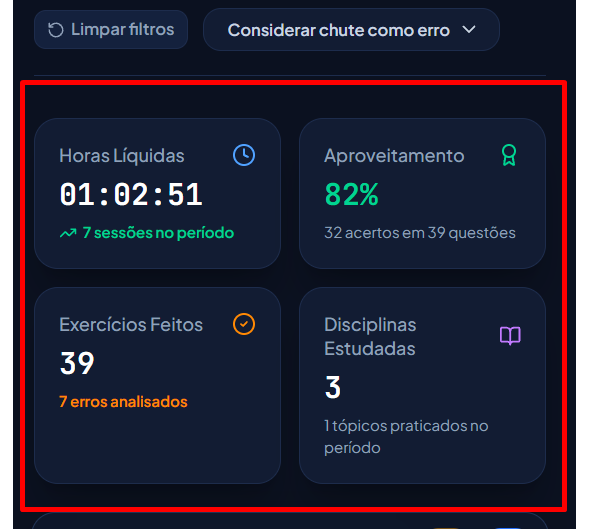 Limpar filtros
Considerar chute como erro
Horas Líquidas
01:02:51
7 sessões no período
Aproveitamento
82%
32 acertos em 39 questões
Exercícios Feitos
39
7 erros analisados
Disciplinas
Estudadas
3
1 tópicos praticados no
período